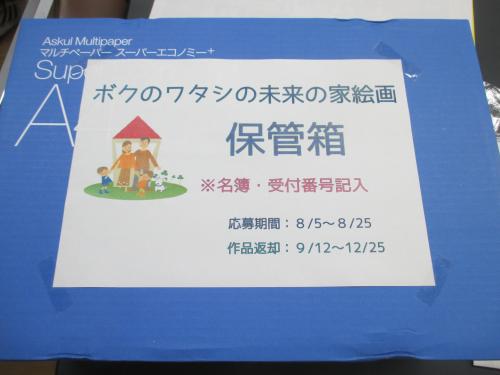 Askul Multipaper
マルチペーパー スーパーエコノミー+
Supe
A4
ボクのワタシの未来の家絵画
保管箱
※名簿・受付番号記入
応募期間：8/5～8/25
作品返却：9/12～12/25